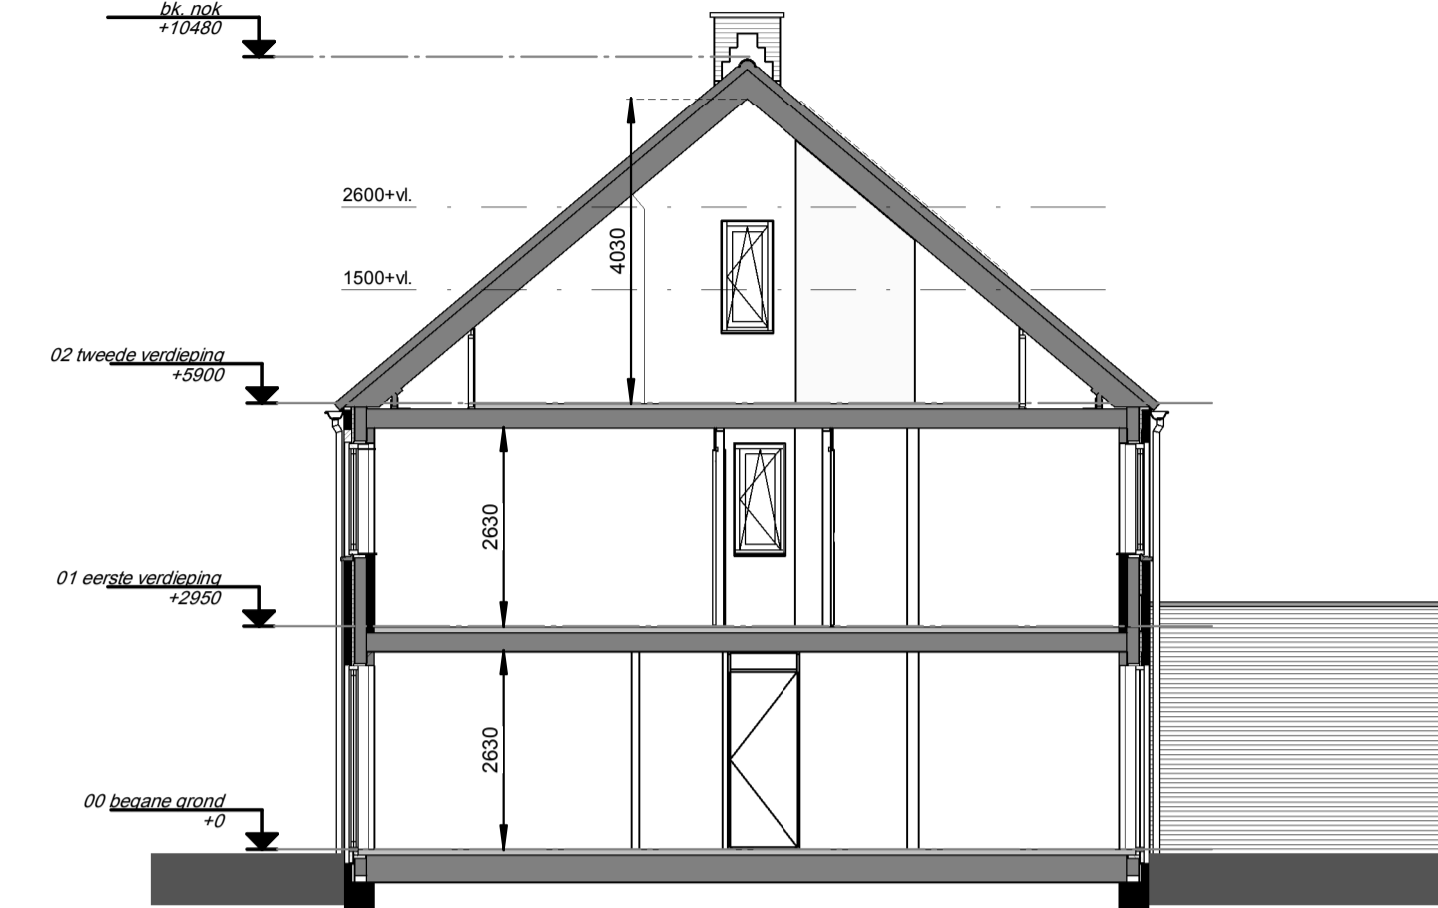 bk. nok
+10480
2600+vl.
4030
1500+vl.
02 tweede verdieping
+5900
2630
01 eerste verdieping
+2950
2630
00 begane grond
+0